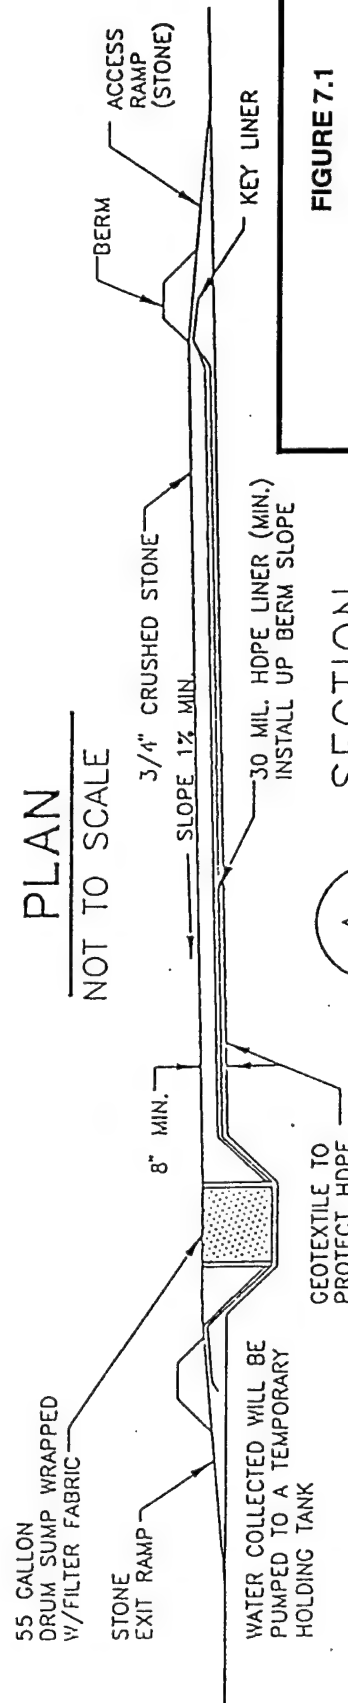 PLAN
NOT TO SCALE
55 GALLON
DRUM SUMP WRAPPED
W/FILTER FABRIC
STONE
EXIT RAMP
WATER COLLECTED WILL BE
PUMPED TO A TEMPORARY
HOLDING TANK
8" MIN.
3/4" CRUSHED STONE
SLOPE 1% MIN
BERM
ACCESS
RAMP
(STONE)
KEY LINER
30 MIL. HDPE LINER (MIN.)
INSTALL UP BERM SLOPE
GEOTEXTILE TO
PROTECT HDPE
SECTION
FIGURE 7.1